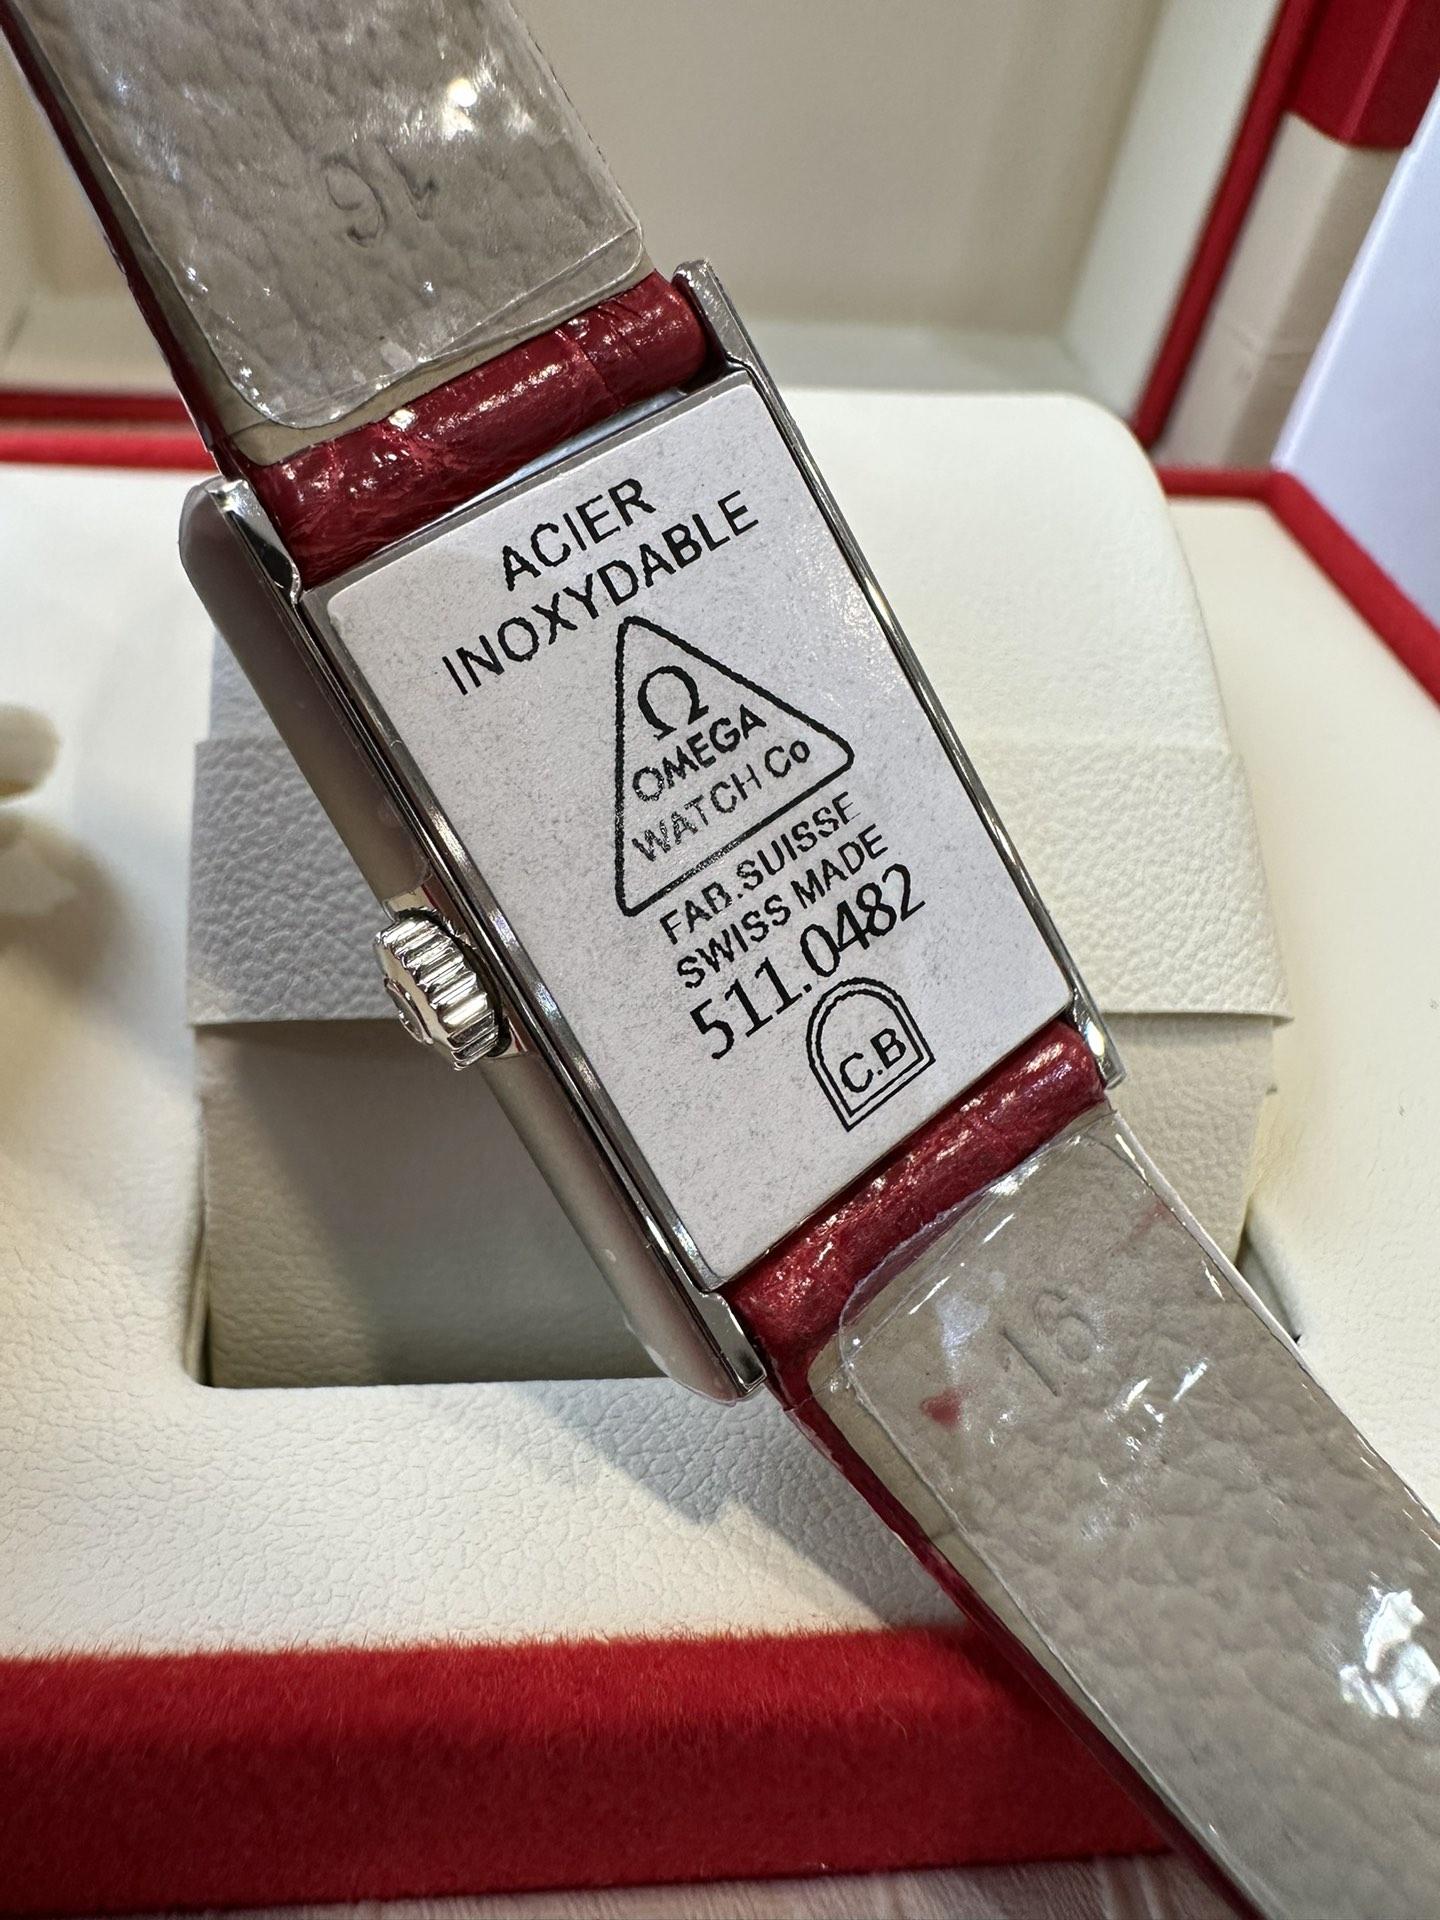 16
ACIER
INOXYDABLE
Ω
OMEGA
WATCH Co
FAB.SUISSE
SWISS MADE
511.0482
C.B
16